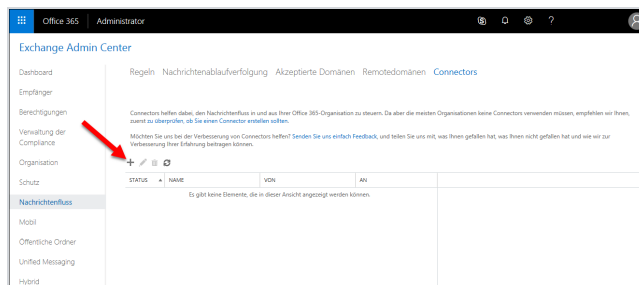 Office 365 Administrator
Exchange Admin Center
Dashboard
Empfänger
Berechtigungen
Verwaltung der
Compliance
Organisation
Schutz
Nachrichtenfluss
Mobil
Öffentliche Ordner
Unified Messaging
Hybrid
Regeln Nachrichtenablaufverfolgung Akzeptierte Domänen Remotedomänen Connectors
Connectors helfen dabei, den Nachrichtenfluss in und aus Ihrer Office 365-Organisation zu steuern. Da aber die meisten Organisationen keine Connectors verwenden müssen, empfehlen wir Ihnen,
zuerst zu überprüfen, ob Sie einen Connector erstellen sollten.
Möchten Sie uns bei der Verbesserung von Connectors helfen? Senden Sie uns einfach Feedback, und teilen Sie uns mit, was Ihnen gefallen hat, was Ihnen nicht gefallen hat und wie wir zur
Verbesserung Ihrer Erfahrung beitragen können.
STATUS NAME VON AN
Es gibt keine Elemente, die in dieser Ansicht angezeigt werden können.